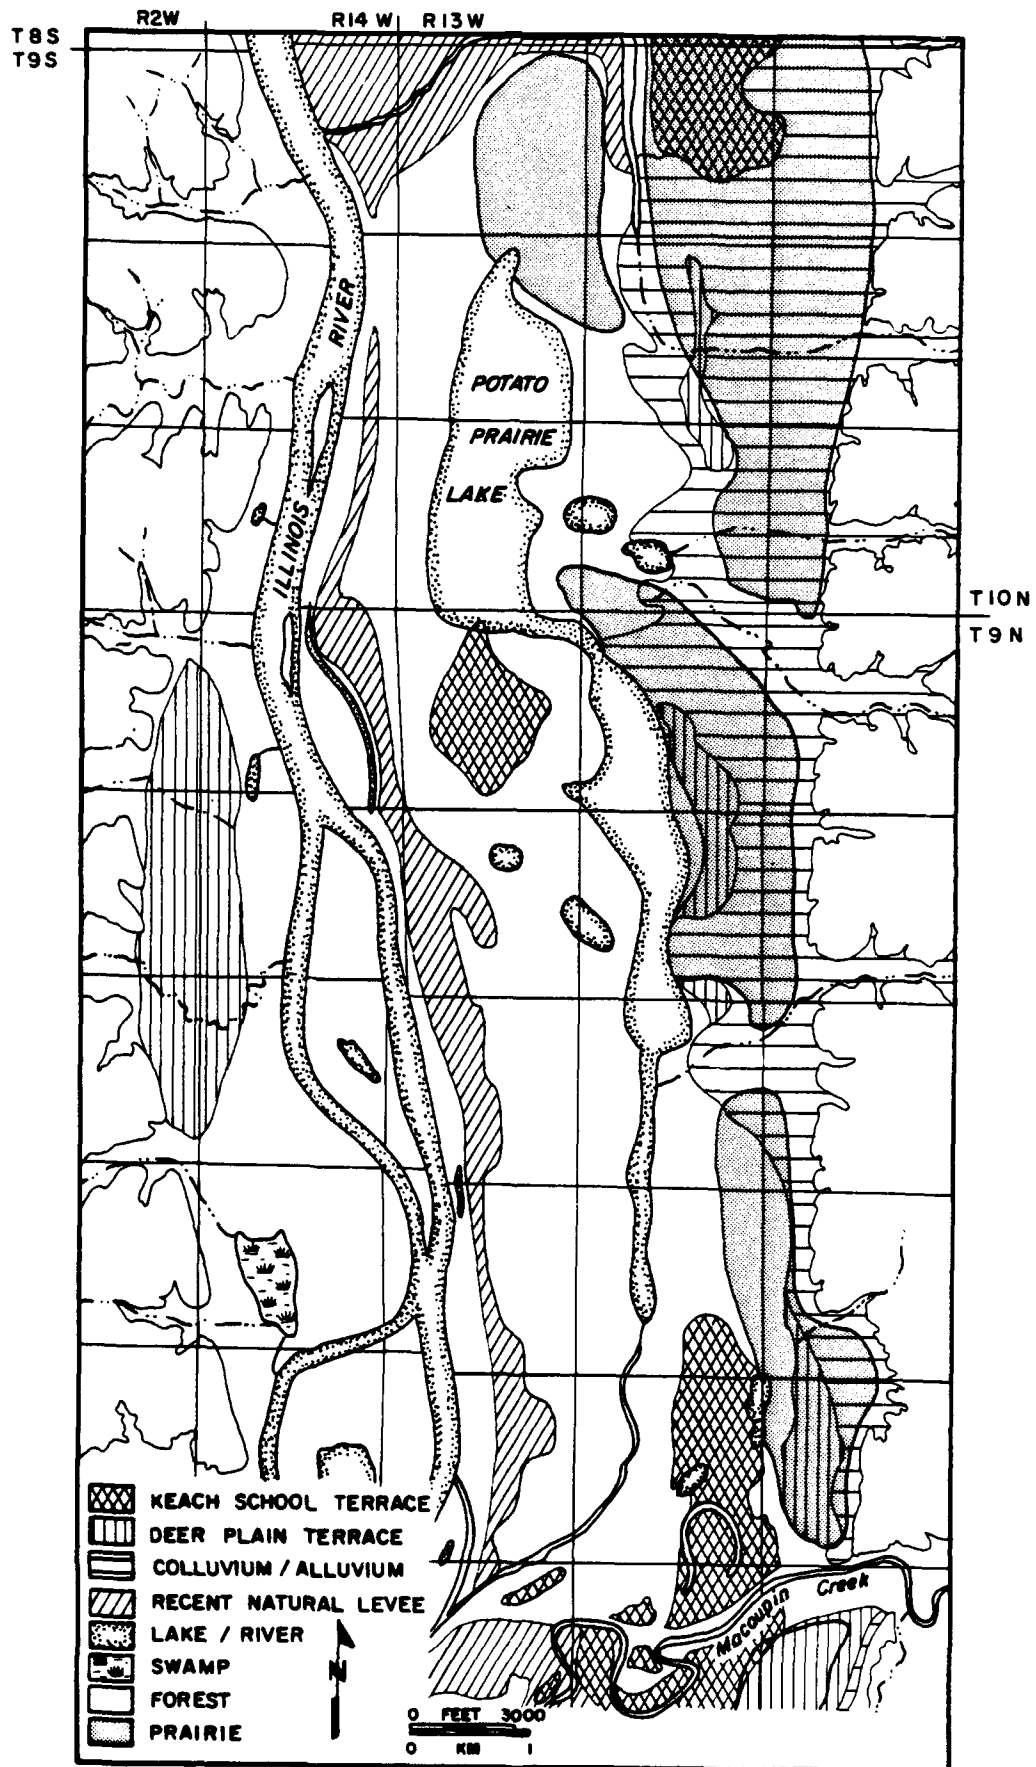 R2W R14 W R13 W
T8S
T9S
RIVER
POTATO
PRAIRIE
LAKE
ILLINOIS
T10N
T9N
KEACH SCHOOL TERRACE
DEER PLAIN TERRACE
COLLUVIUM / ALLUVIUM
RECENT NATURAL LEVEE
LAKE / RIVER
SWAMP
FOREST
PRAIRIE
N
0 FEET 3000
0 KM 1
Macoupin Creek